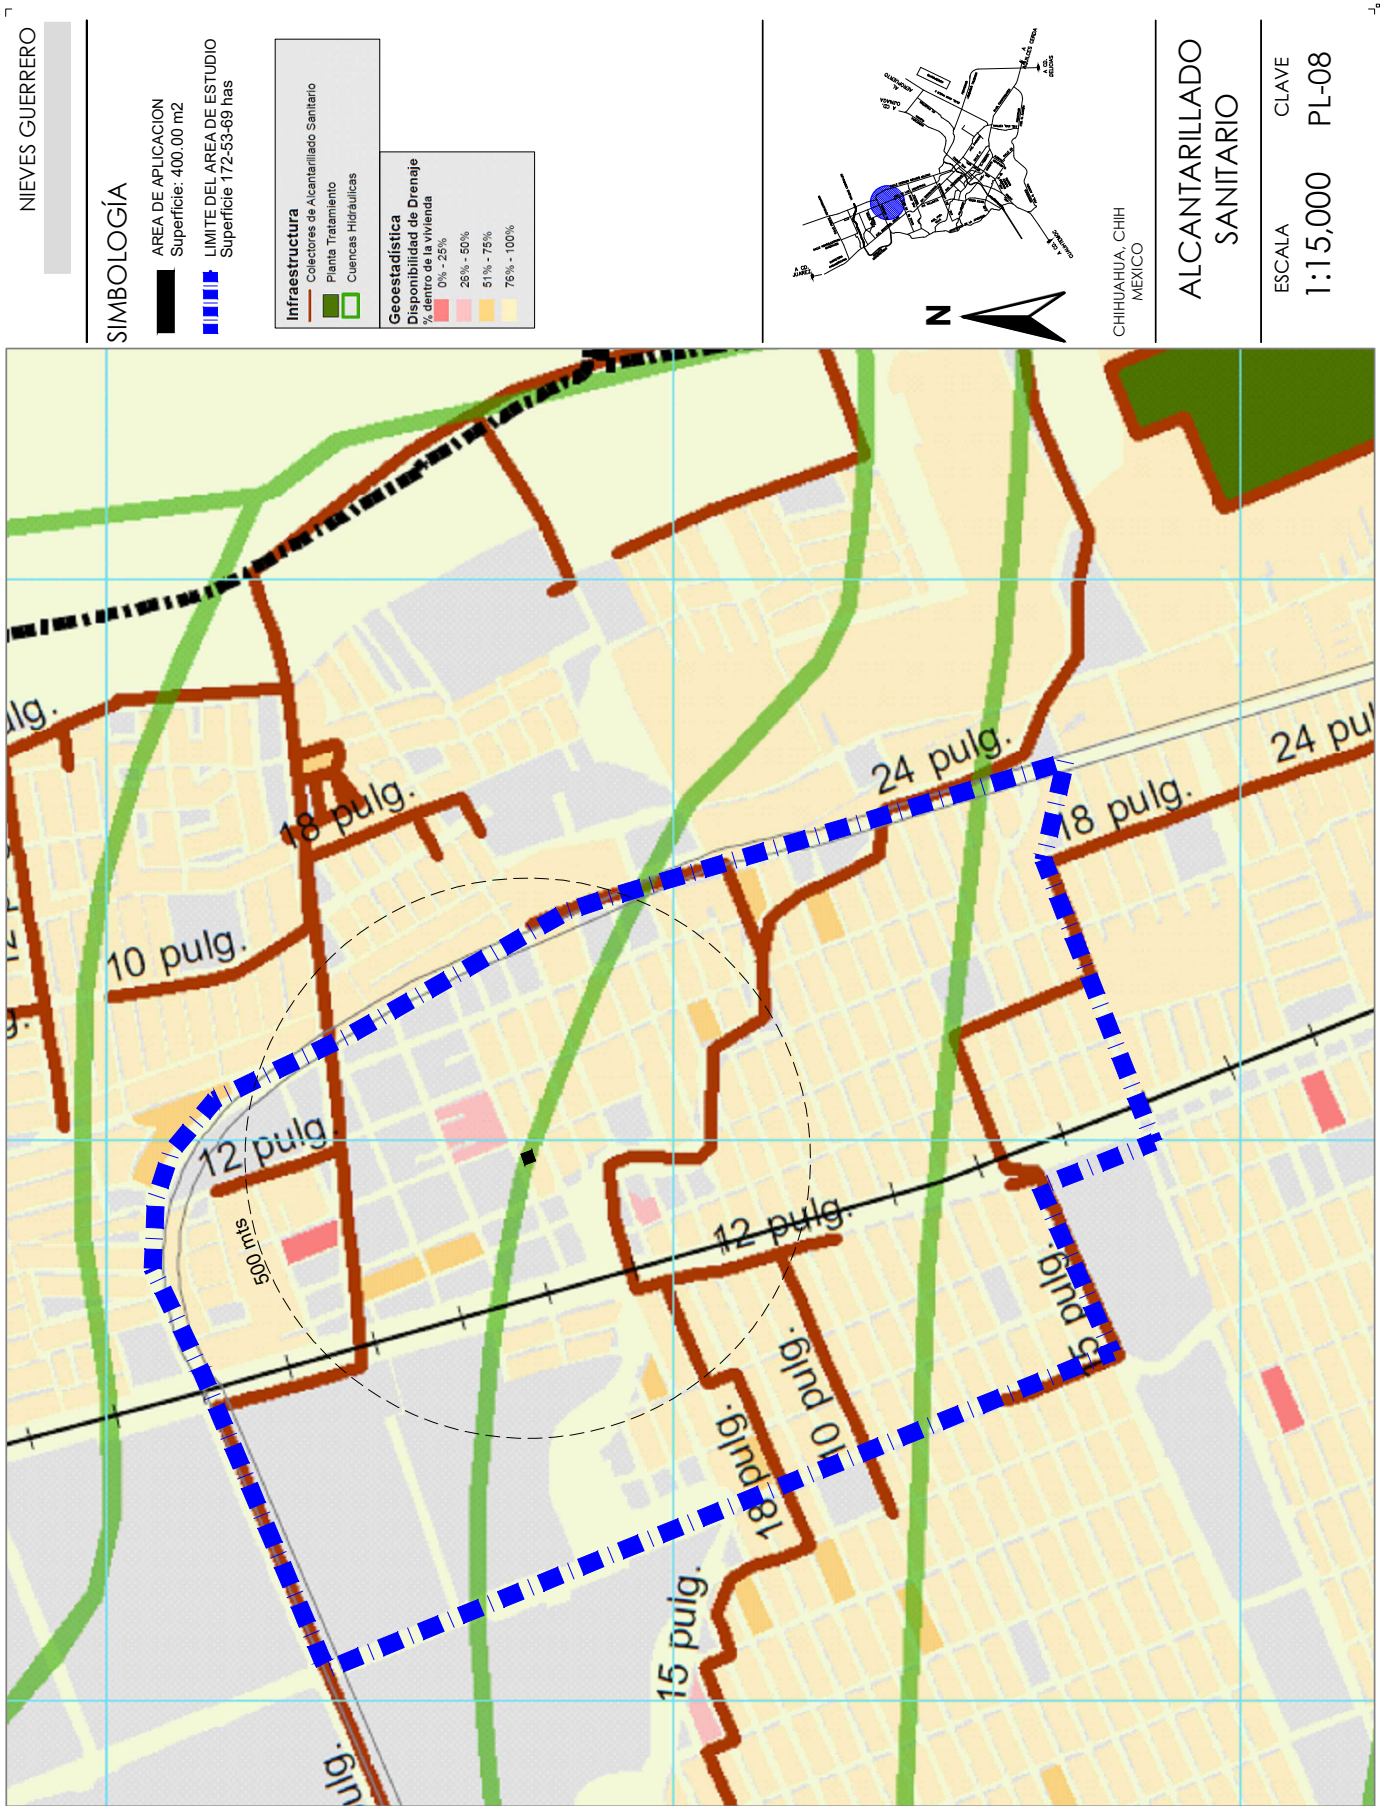 NIEVES GUERRERO
SIMBOLOGÍA
AREA DE APLICACION
Superficie: 400.00 m2
LIMITE DEL AREA DE ESTUDIO
Superficie 172-53-69 has
Infraestructura
Colectores de Alcantarillado Sanitario
Planta Tratamiento
Cuencas Hidráulicas
Geoestadística
Disponibilidad de Drenaje
% dentro de la vivienda
0% - 25%
26% - 50%
51% - 75%
76% - 100%
N
CHIHUAHUA, CHIH
MEXICO
ALCANTARILLADO
SANITARIO
ESCALA
1:15,000
CLAVE
PL-08
18 pulg.
10 pulg.
12 pulg.
500 mts
24 pulg.
18 pulg.
24 pul
12 pulg.
15 pulg.
10 pulg.
18 pulg.
15 pulg.
ulg.
ulg.
g.